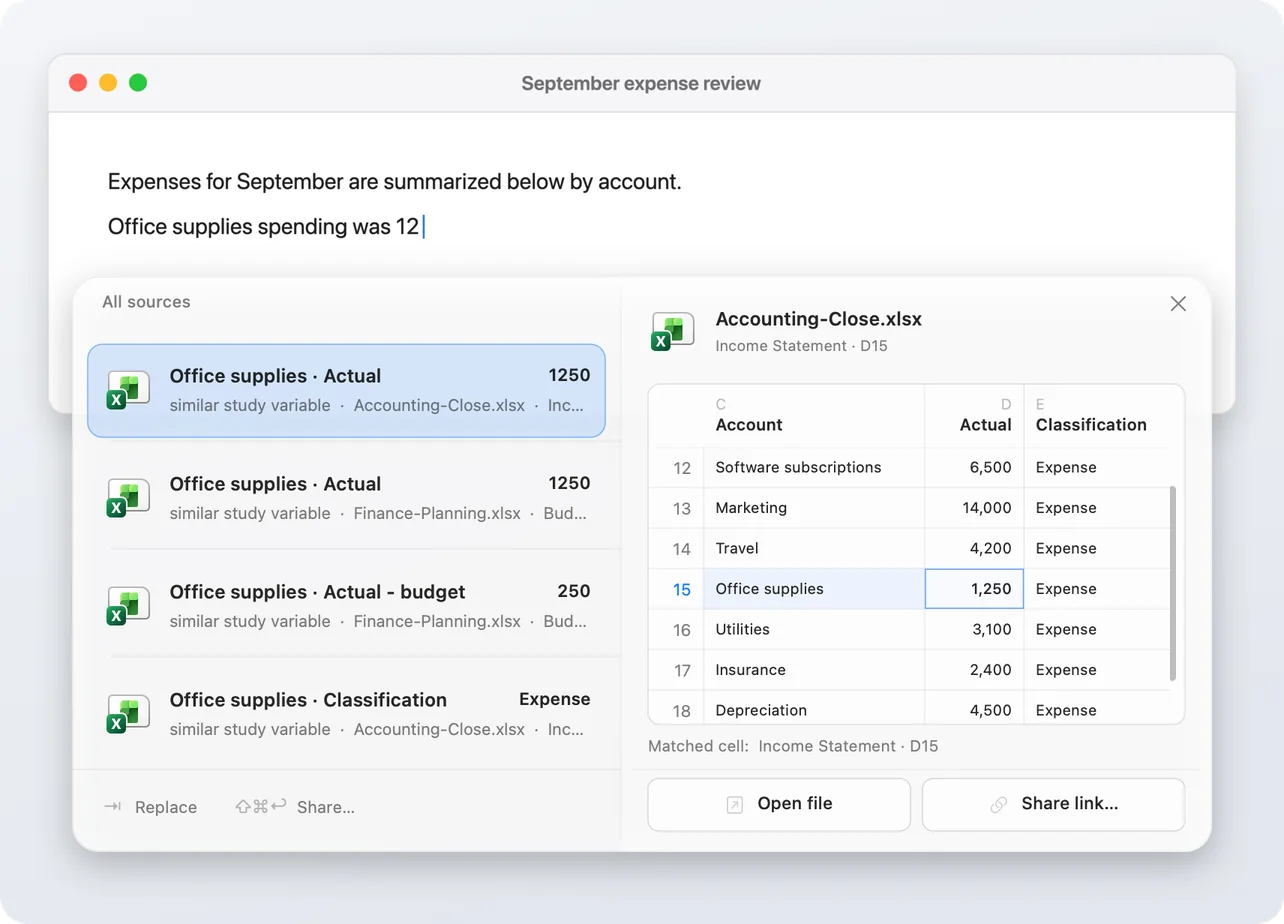 September expense review
Expenses for September are summarized below by account.
Office supplies spending was 12
All sources
Office supplies · Actual 1250
similar study variable · Accounting-Close.xlsx · Inc...
Office supplies · Actual 1250
similar study variable · Finance-Planning.xlsx · Bud...
Office supplies · Actual - budget 250
similar study variable · Finance-Planning.xlsx · Bud...
Office supplies · Classification Expense
similar study variable · Accounting-Close.xlsx · Inc...
⇥ Replace ⇧⌘↩ Share...
Accounting-Close.xlsx
Income Statement · D15
C D E
Account Actual Classification
12 Software subscriptions 6,500 Expense
13 Marketing 14,000 Expense
14 Travel 4,200 Expense
15 Office supplies 1,250 Expense
16 Utilities 3,100 Expense
17 Insurance 2,400 Expense
18 Depreciation 4,500 Expense
Matched cell: Income Statement · D15
Open file Share link...